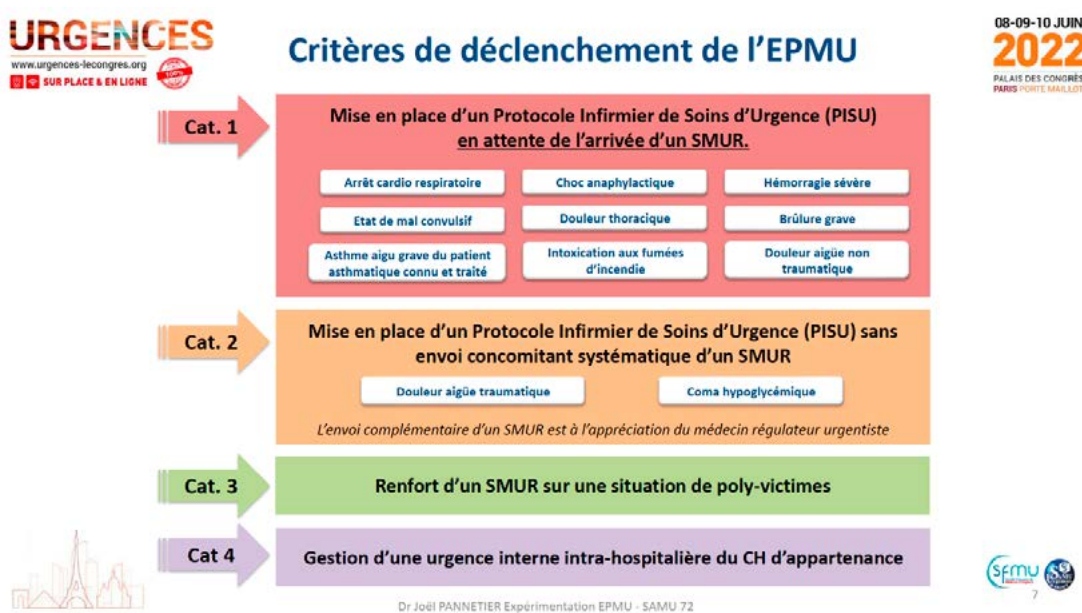 URGENCES
www.urgences-lecongres.org
SUR PLACE & EN LIGNE
100%
Critères de déclenchement de l'EPMU
08-09-10 JUIN
2022
PALAIS DES CONGRÈS
PARIS PORTE MAILLOT
Cat. 1
Mise en place d'un Protocole Infirmier de Soins d'Urgence (PISU)
en attente de l'arrivée d'un SMUR.
Arrêt cardio respiratoire
Choc anaphylactique
Hémorragie sévère
Etat de mal convulsif
Douleur thoracique
Brûlure grave
Asthme aigu grave du patient
asthmatique connu et traité
Intoxication aux fumées
d'incendie
Douleur aigüe non
traumatique
Cat. 2
Mise en place d'un Protocole Infirmier de Soins d'Urgence (PISU) sans
envoi concomitant systématique d'un SMUR
Douleur aigüe traumatique
Coma hypoglycémique
L'envoi complémentaire d'un SMUR est à l'appréciation du médecin régulateur urgentiste
Cat. 3
Renfort d'un SMUR sur une situation de poly-victimes
Cat 4
Gestion d'une urgence interne intra-hospitalière du CH d'appartenance
Dr Joël PANNETIER Expérimentation EPMU - SAMU 72
sfmu
7